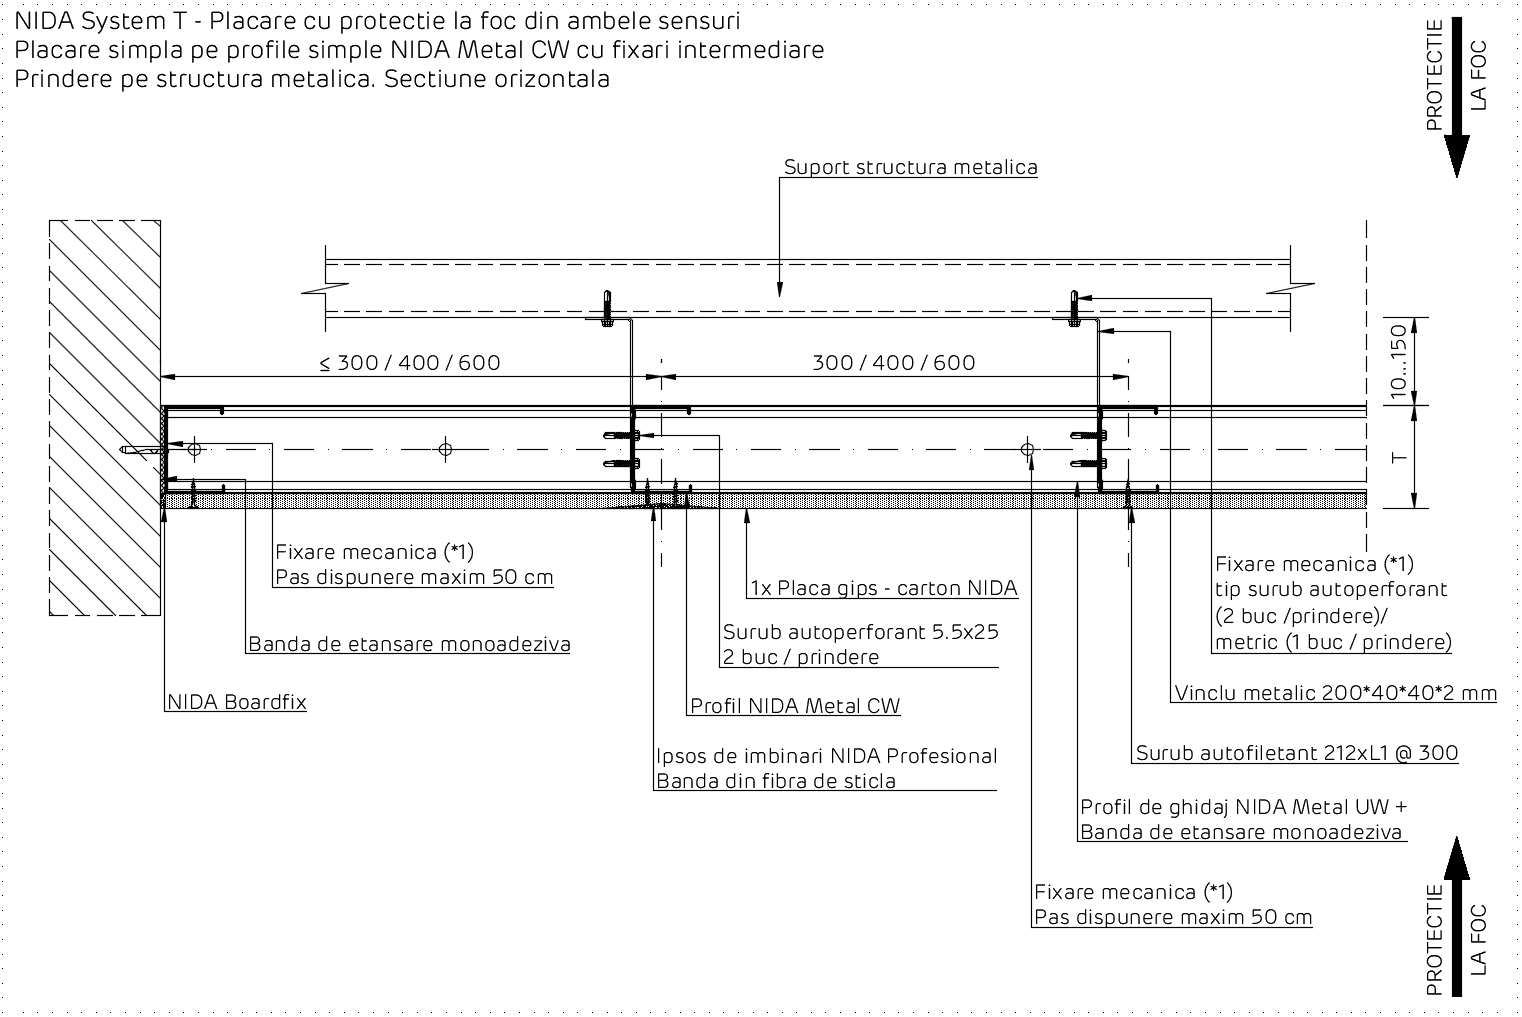 NIDA System T - Placare cu protectie la foc din ambele sensuri
Placare simpla pe profile simple NIDA Metal CW cu fixari intermediare
Prindere pe structura metalica. Sectiune orizontala
PROTECTIE
LA FOC
Suport structura metalica
≤ 300 / 400 / 600
300 / 400 / 600
10...150
T
Fixare mecanica (*1)
Pas dispunere maxim 50 cm
Banda de etansare monoadeziva
NIDA Boardfix
1x Placa gips - carton NIDA
Surub autoperforant 5.5x25
2 buc / prindere
Profil NIDA Metal CW
Ipsos de imbinari NIDA Profesional
Banda din fibra de sticla
Fixare mecanica (*1)
tip surub autoperforant
(2 buc /prindere)/
metric (1 buc / prindere)
Vinclu metalic 200*40*40*2 mm
Surub autofiletant 212xL1 @ 300
Profil de ghidaj NIDA Metal UW +
Banda de etansare monoadeziva
Fixare mecanica (*1)
Pas dispunere maxim 50 cm
PROTECTIE
LA FOC